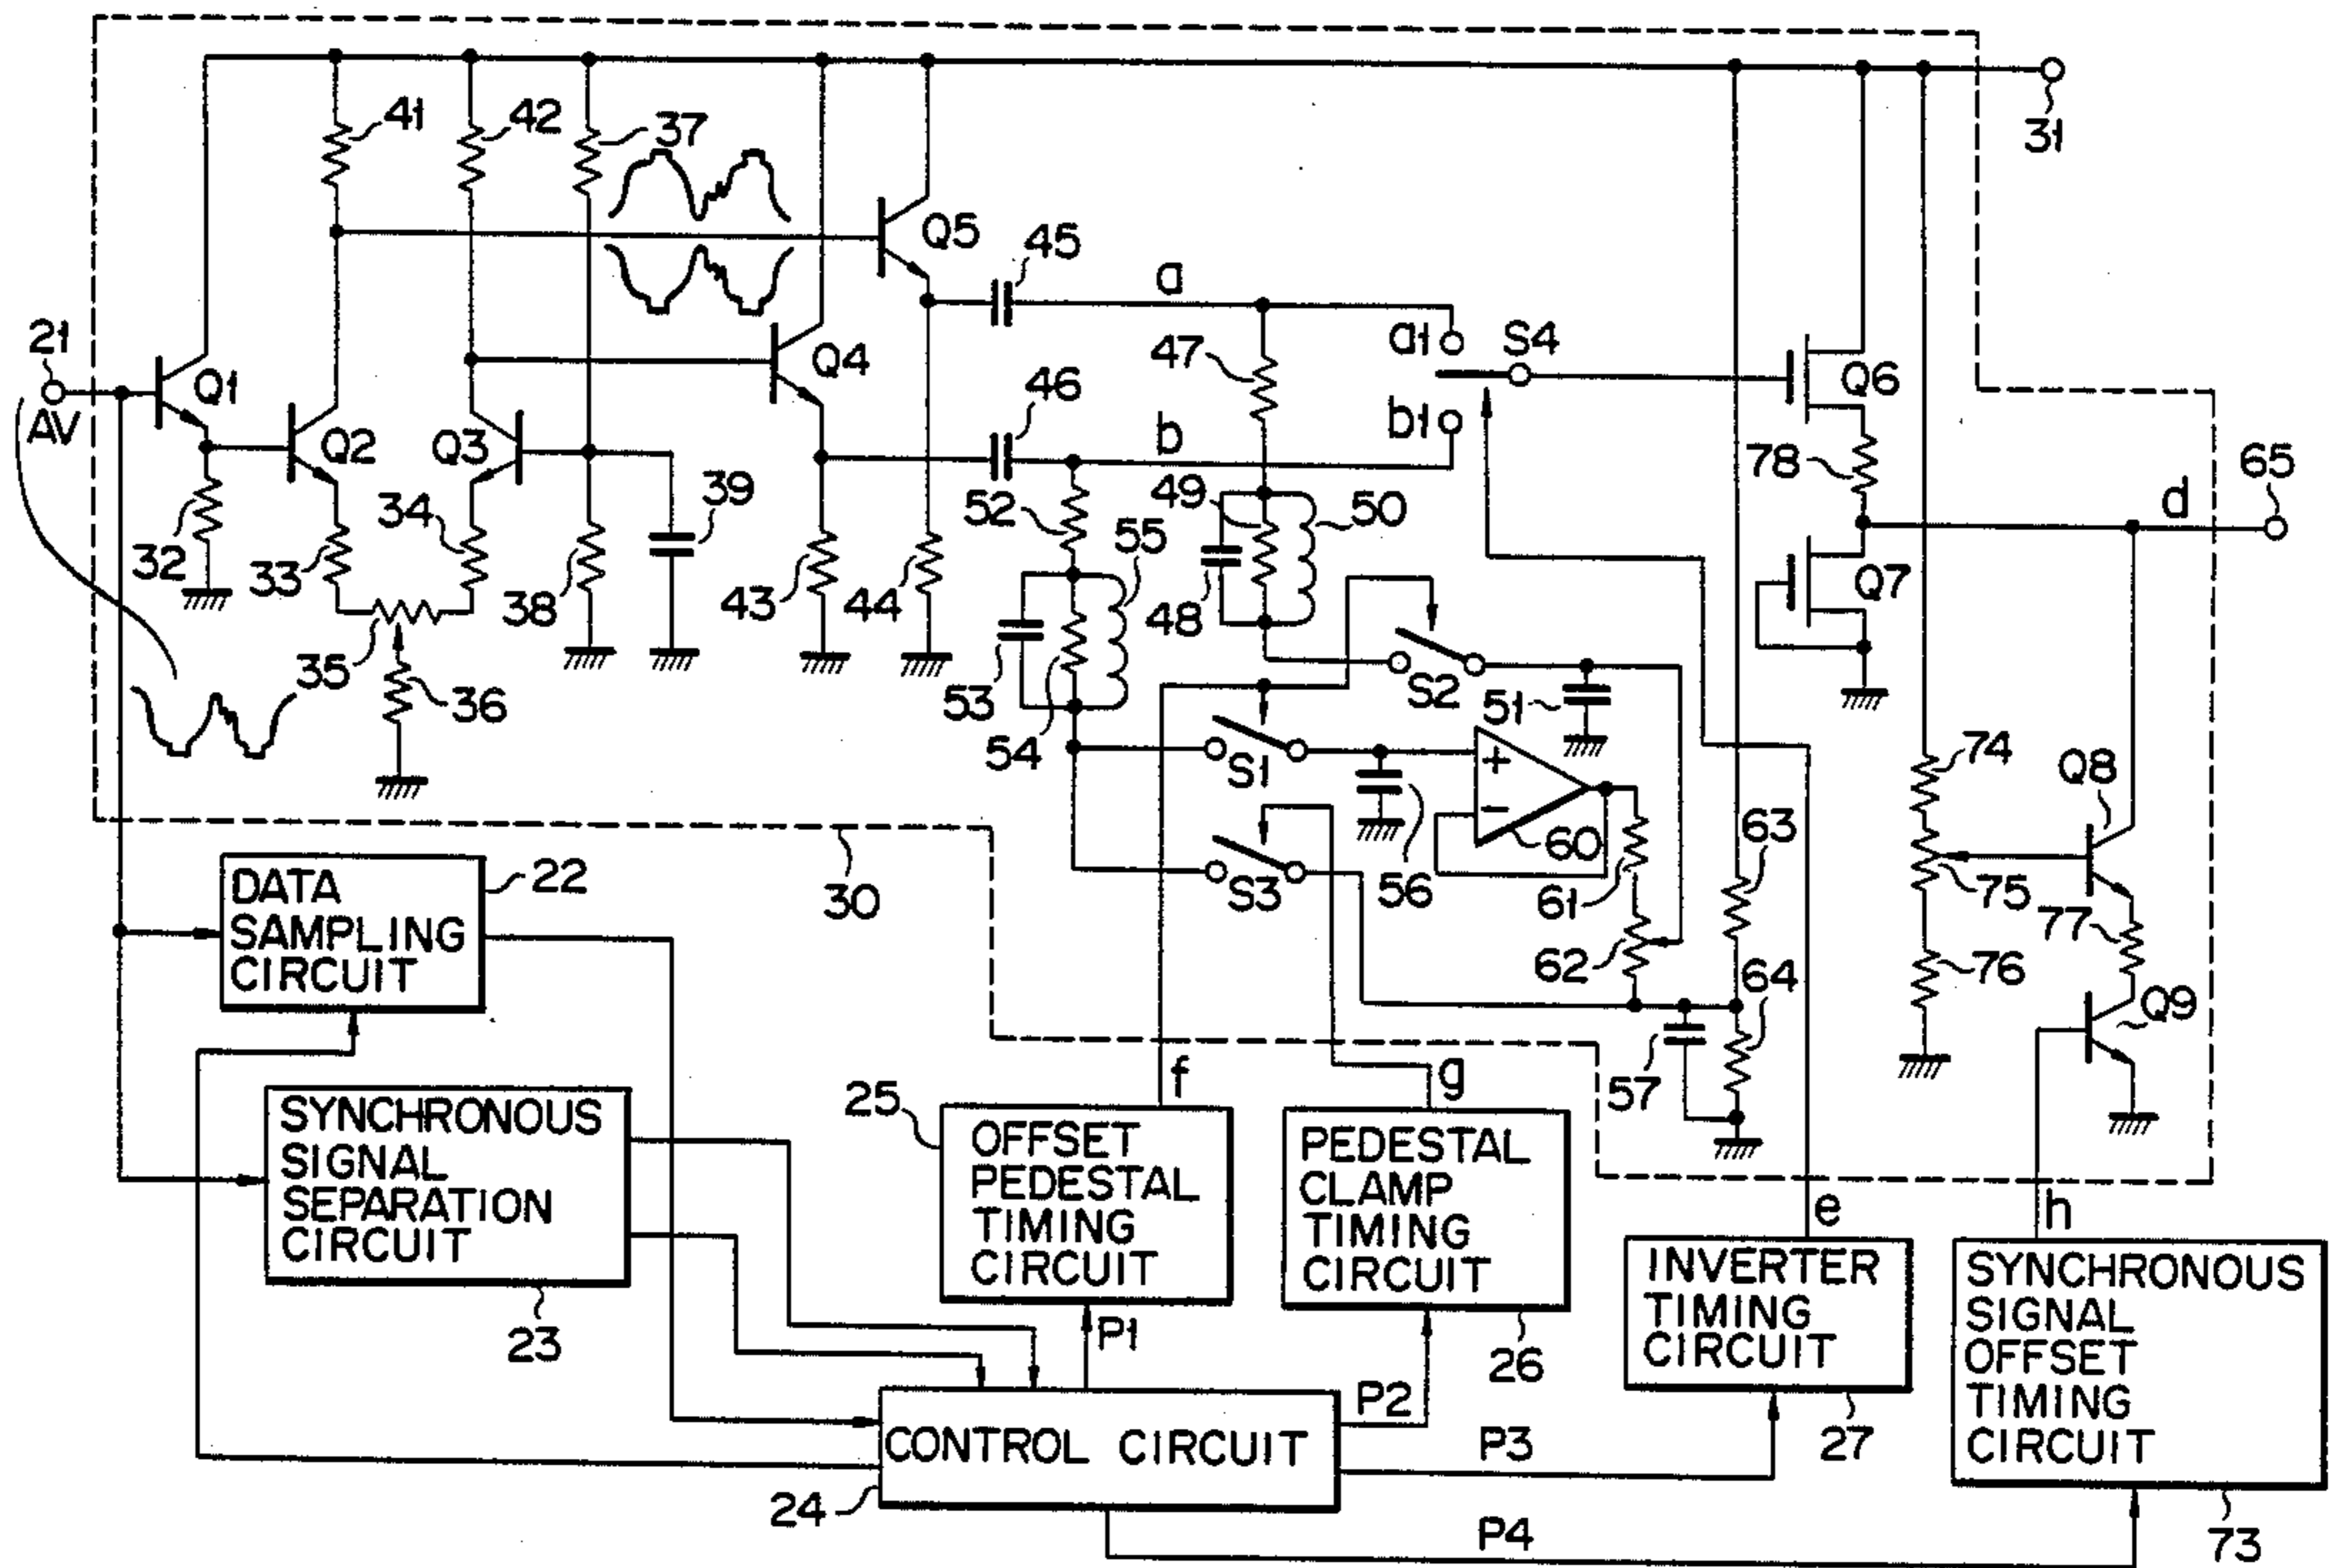 31
41
42
37
Q5
45
a
21
AV
Q1
Q4
a1
S4
Q6
47
46
b
b1
Q2
Q3
78
65
d
39
52
49
50
32
33
34
38
43
44
55
48
Q7
35
36
53
54
S2
51
S1
74
Q8
S3
56
60
63
75
61
77
30
62
64
76
Q9
57
DATA
SAMPLING
CIRCUIT
22
SYNCHRONOUS
SIGNAL
SEPARATION
CIRCUIT
23
f
g
e
h
25
OFFSET
PEDESTAL
TIMING
CIRCUIT
PEDESTAL
CLAMP
TIMING
CIRCUIT
26
INVERTER
TIMING
CIRCUIT
27
SYNCHRONOUS
SIGNAL
OFFSET
TIMING
CIRCUIT
73
P1
P2
P3
P4
CONTROL CIRCUIT
24
+
−